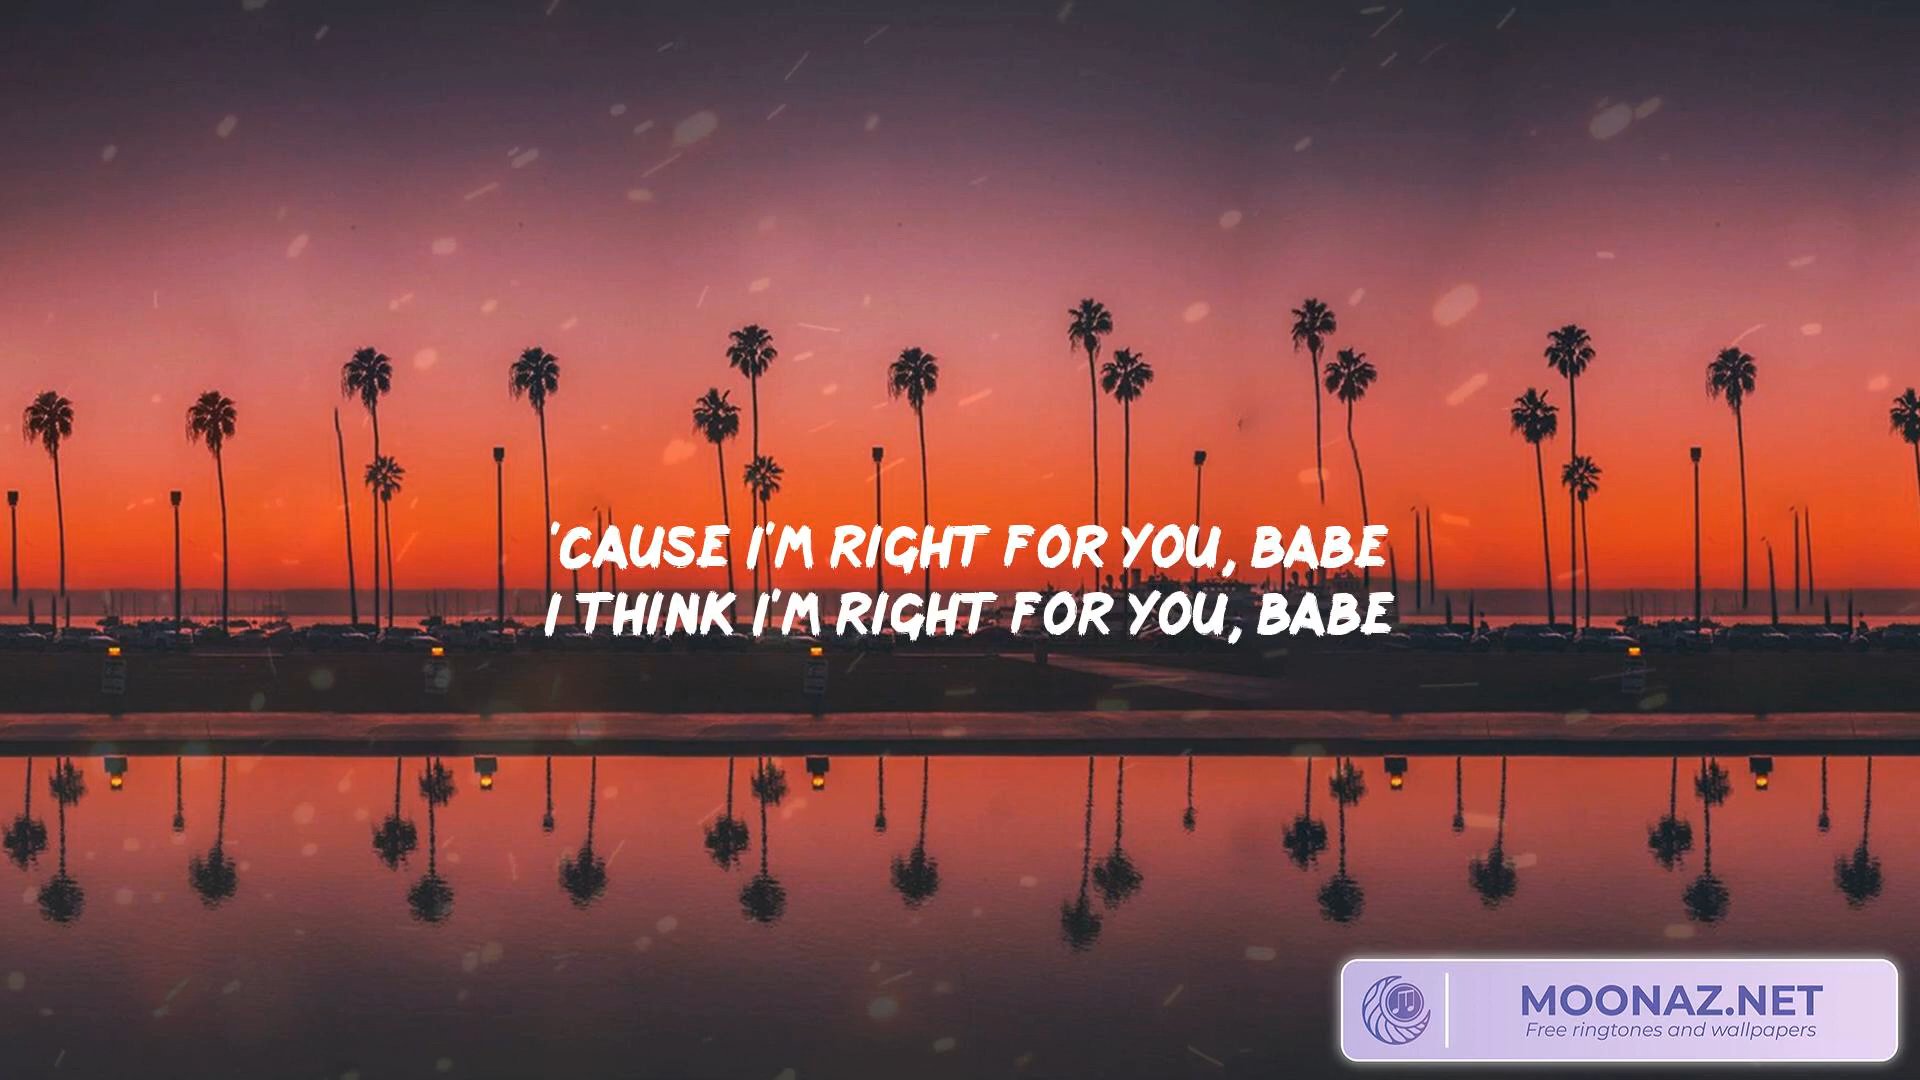 'CAUSE I'M RIGHT FOR YOU, BABE
I THINK I'M RIGHT FOR YOU, BABE
MOONAZ.NET
Free ringtones and wallpapers